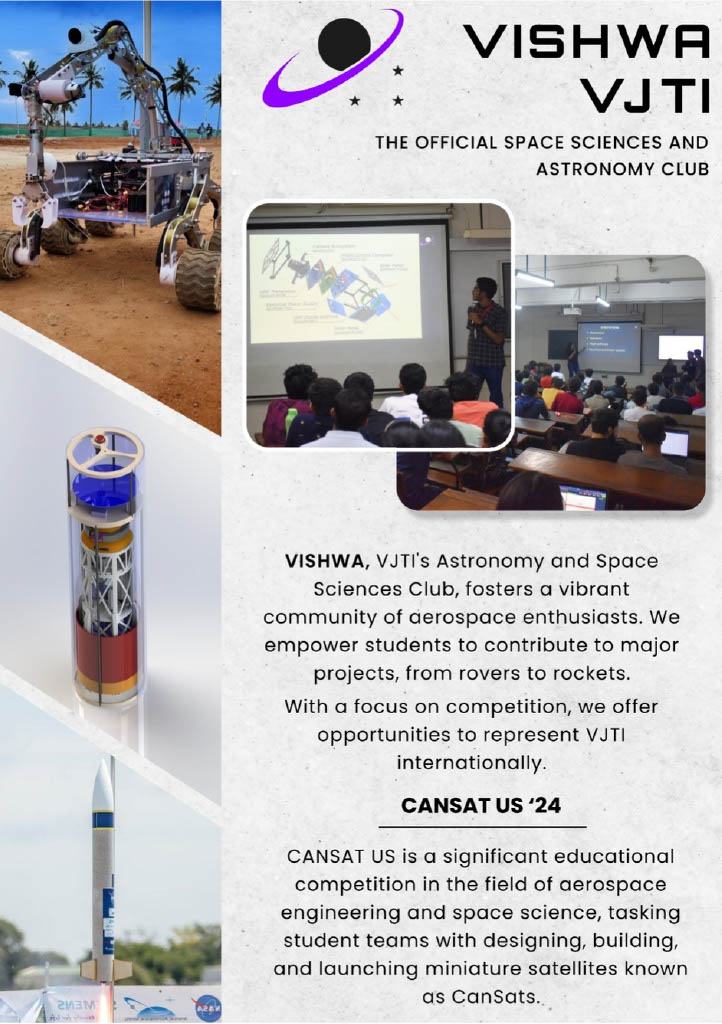 VISHWA
VJTI
THE OFFICIAL SPACE SCIENCES AND
ASTRONOMY CLUB
VISHWA, VJTI's Astronomy and Space
Sciences Club, fosters a vibrant
community of aerospace enthusiasts. We
empower students to contribute to major
projects, from rovers to rockets.
With a focus on competition, we offer
opportunities to represent VJTI
internationally.
CANSAT US ‘24
CANSAT US is a significant educational
competition in the field of aerospace
engineering and space science, tasking
student teams with designing, building,
and launching miniature satellites known
as CanSats.
SIEMENS
NASA